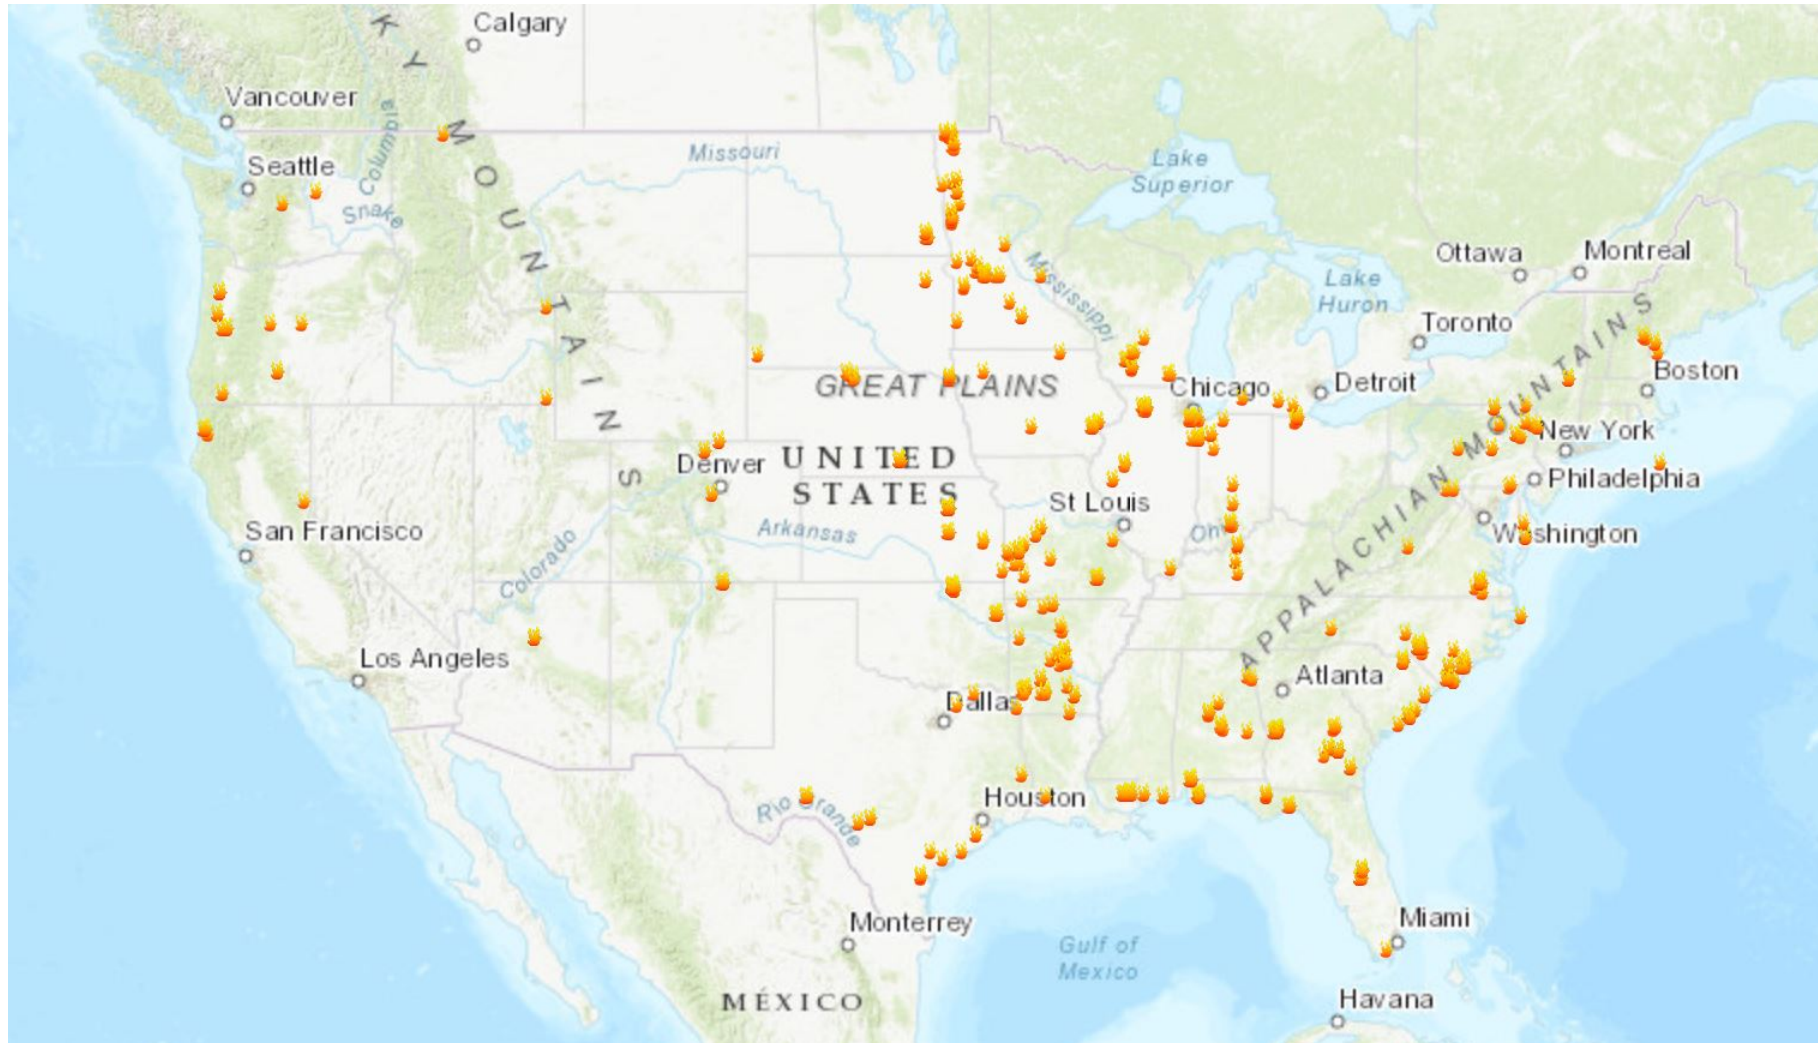 Calgary
Vancouver
Seattle
Columbia
Snake
ROCKY MOUNTAINS
Missouri
Lake
Superior
Mississippi
Ottawa
Montreal
Lake
Huron
Toronto
Detroit
Boston
Chicago
GREAT PLAINS
New York
Philadelphia
Washington
APPALACHIAN MOUNTAINS
Denver
UNITED
STATES
St Louis
Ohio
Arkansas
San Francisco
Colorado
Los Angeles
Atlanta
Dallas
Houston
Rio Grande
Monterrey
Miami
Gulf of
Mexico
MÉXICO
Havana